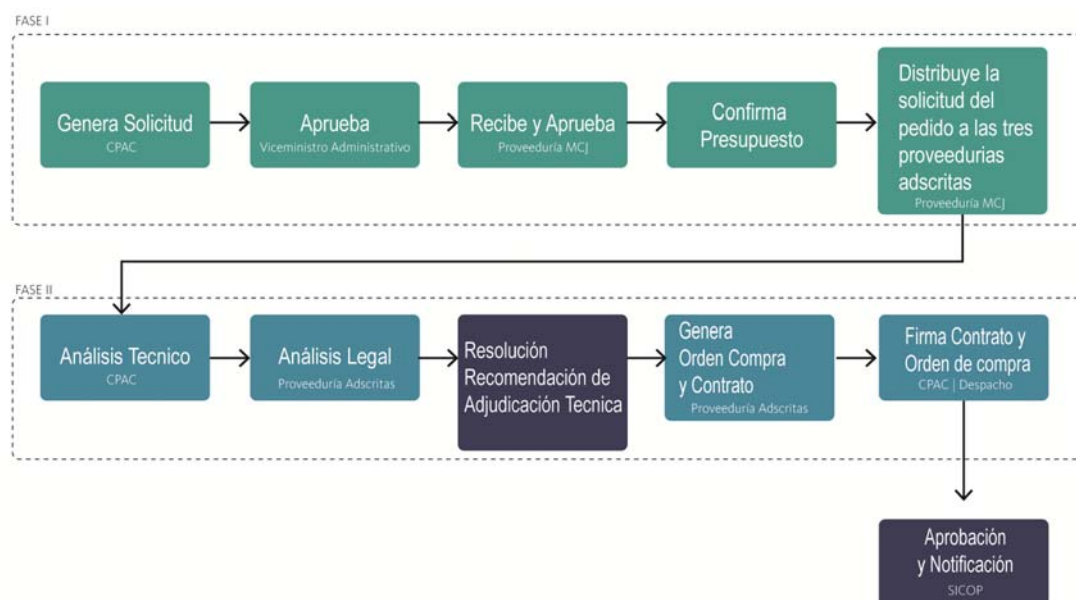 FASE I
Genera Solicitud
CPAC
Aprueba
Viceministro Administrativo
Recibe y Aprueba
Proveeduría MCJ
Confirma
Presupuesto
Distribuye la
solicitud del
pedido a las tres
proveedurias
adscritas
Proveeduría MCJ
FASE II
Análisis Tecnico
CPAC
Análisis Legal
Proveeduría Adscritas
Resolución
Recomendación de
Adjudicación Tecnica
Genera
Orden Compra
y Contrato
Proveeduría Adscritas
Firma Contrato y
Orden de compra
CPAC | Despacho
Aprobación
y Notificación
SICOP